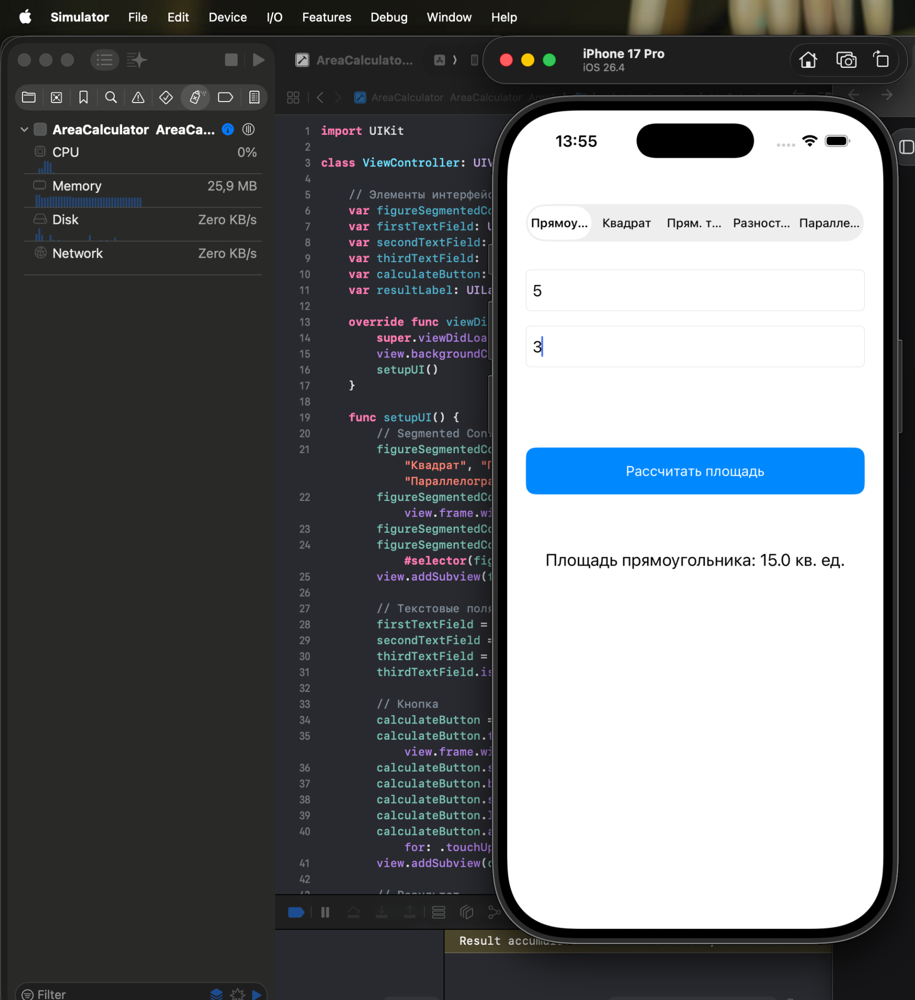 Simulator File Edit Device I/O Features Debug Window Help
AreaCalculato...
iPhone 17 Pro
iOS 26.4
AreaCalculator AreaCalculator
AreaCalculator AreaCa...
CPU 0%
Memory 25,9 MB
Disk Zero KB/s
Network Zero KB/s
Filter
1 import UIKit
2
3 class ViewController: UIV
4
5 // Элементы интерфейс
6 var figureSegmentedCo
7 var firstTextField: U
8 var secondTextField:
9 var thirdTextField:
10 var calculateButton:
11 var resultLabel: UILa
12
13 override func viewDi
14 super.viewDidLoa
15 view.backgroundC
16 setupUI()
17 }
18
19 func setupUI() {
20 // Segmented Con
21 figureSegmentedCo
"Квадрат", "П
"Параллелогра
22 figureSegmentedCo
view.frame.wi
23 figureSegmentedCo
24 figureSegmentedCo
#selector(fig
25 view.addSubview(f
26
27 // Текстовые поля
28 firstTextField =
29 secondTextField =
30 thirdTextField =
31 thirdTextField.is
32
33 // Кнопка
34 calculateButton =
35 calculateButton.f
view.frame.wi
36 calculateButton.s
37 calculateButton.b
38 calculateButton.s
39 calculateButton.l
40 calculateButton.a
for: .touchUp
41 view.addSubview(c
42
Result
13:55
Прямоу... Квадрат Прям. т... Разност... Паралле...
5
3
Рассчитать площадь
Площадь прямоугольника: 15.0 кв. ед.